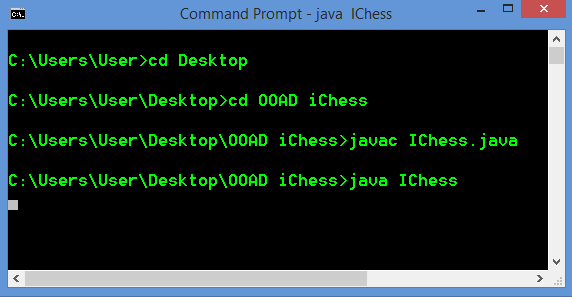 Command Prompt - java  IChess
C:\Users\User>cd Desktop
C:\Users\User\Desktop>cd OOAD iChess
C:\Users\User\Desktop\OOAD iChess>javac IChess.java
C:\Users\User\Desktop\OOAD iChess>java IChess